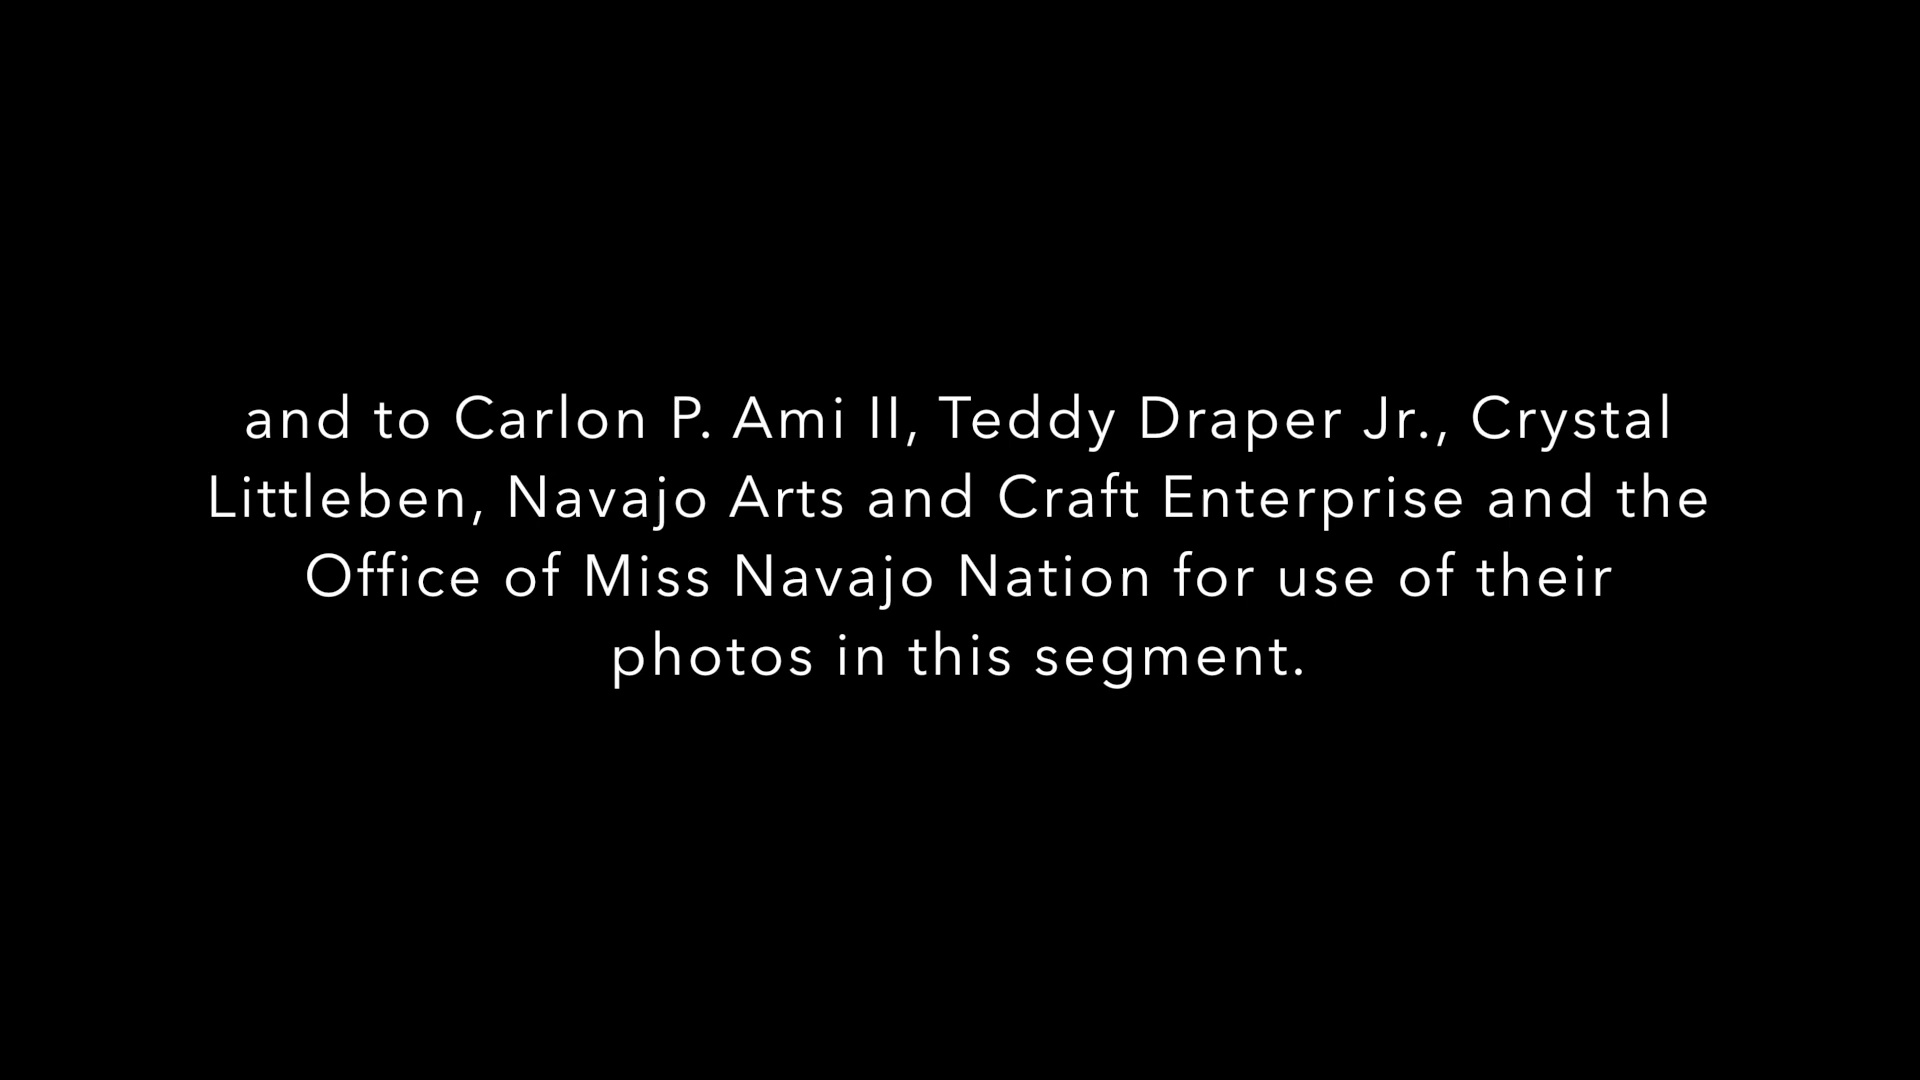 and to Carlon P. Ami II, Teddy Draper Jr., Crystal
Littleben, Navajo Arts and Craft Enterprise and the
Office of Miss Navajo Nation for use of their
photos in this segment.